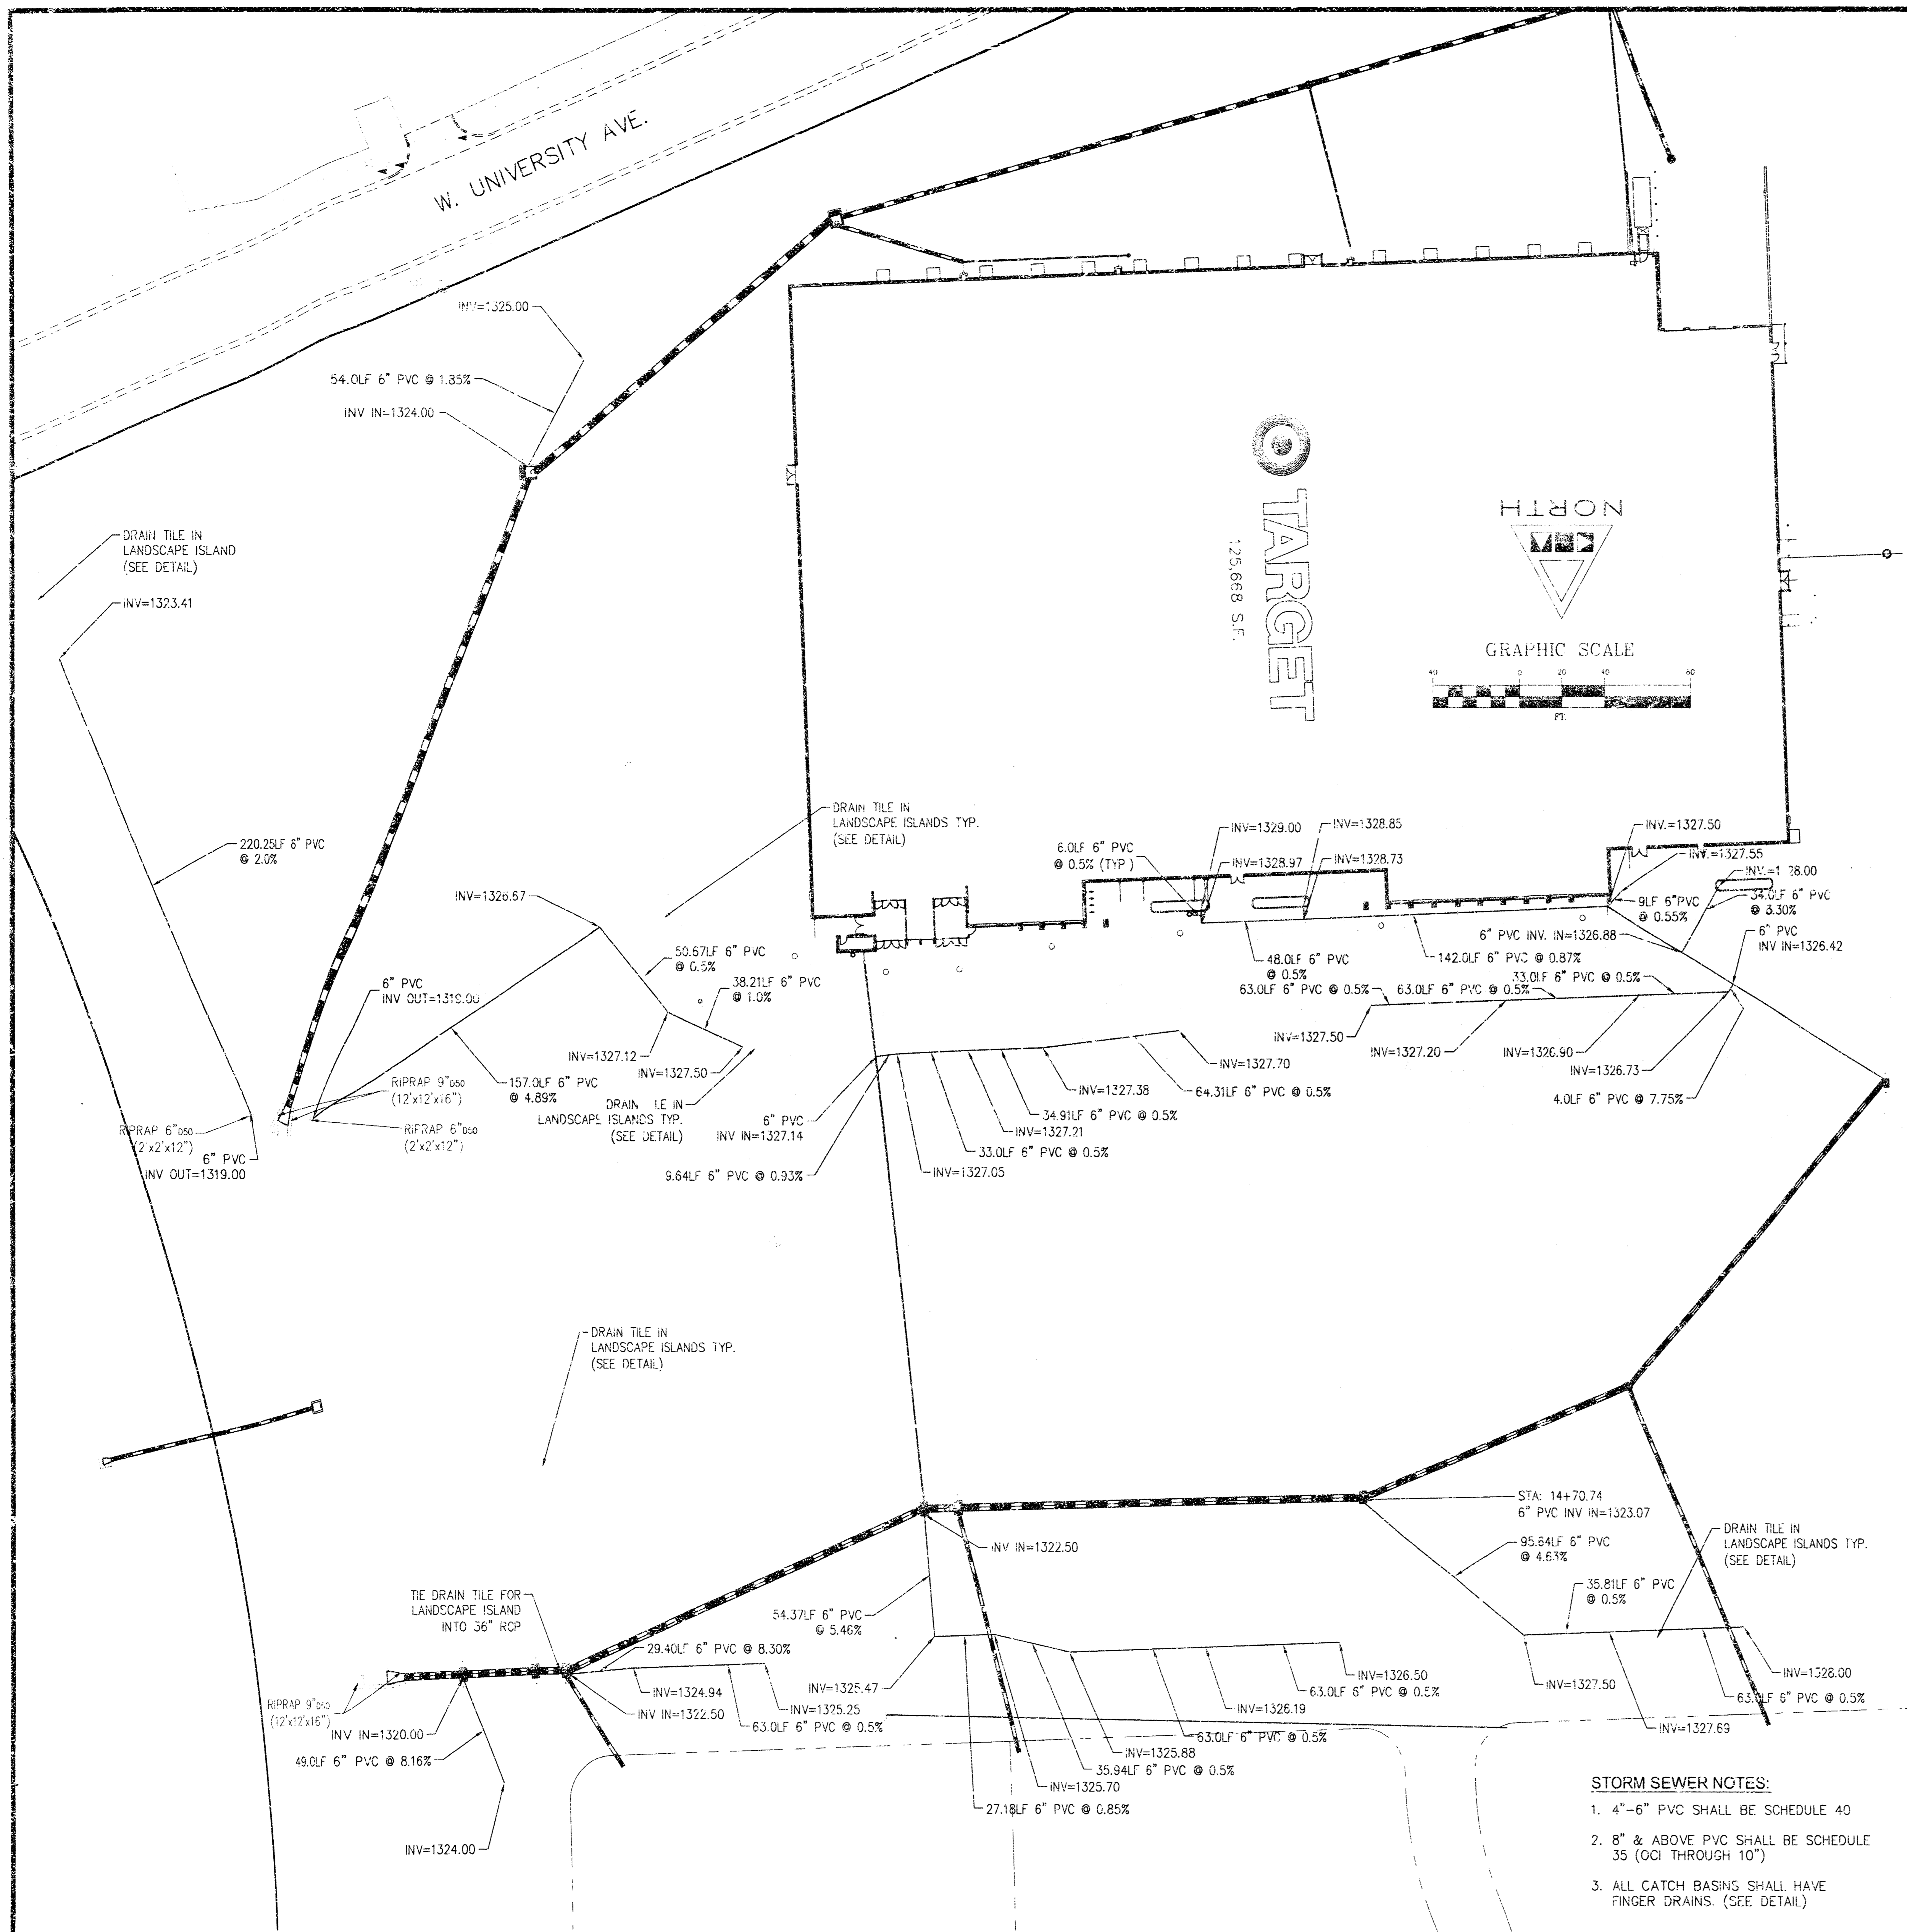 W. UNIVERSITY AVE.
INV=1325.00
54.0LF 6" PVC @ 1.35%
INV IN=1324.00
DRAIN TILE IN
LANDSCAPE ISLAND
(SEE DETAIL)
INV=1323.41
TARGET
125,668 S.F.
NORTH
GRAPHIC SCALE
40 0 20 40 80
FT.
220.25LF 6" PVC
@ 2.0%
DRAIN TILE IN
LANDSCAPE ISLANDS TYP.
(SEE DETAIL)
INV=1326.67
50.67LF 6" PVC
@ 0.5%
38.21LF 6" PVC
@ 1.0%
6" PVC
INV OUT=1319.00
INV=1327.12
INV=1327.50
157.0LF 6" PVC
@ 4.89%
RIPRAP 9"D50
(12'x12'x16")
RIPRAP 6"D50
(2'x2'x12")
RIPRAP 6"D50
(2'x2'x12")
6" PVC
INV OUT=1319.00
LANDSCAPE ISLANDS TYP.
(SEE DETAIL)
6.0LF 6" PVC
@ 0.5% (TYP.)
INV=1329.00
INV=1328.97
INV=1328.85
INV=1328.73
INV.=1327.50
INV.=1327.55
9LF 6"PVC
@ 0.55%
34.0LF 6" PVC
@ 3.30%
6" PVC INV. IN=1326.88
6" PVC
INV IN=1326.42
48.0LF 6" PVC
@ 0.5%
142.0LF 6" PVC @ 0.87%
63.0LF 6" PVC @ 0.5%
63.0LF 6" PVC @ 0.5%
33.0LF 6" PVC @ 0.5%
INV=1327.50
INV=1327.20
INV=1326.90
INV=1326.73
4.0LF 6" PVC @ 7.75%
INV=1327.70
64.31LF 6" PVC @ 0.5%
INV=1327.38
34.91LF 6" PVC @ 0.5%
INV=1327.21
33.0LF 6" PVC @ 0.5%
INV=1327.05
6" PVC
INV IN=1327.14
9.64LF 6" PVC @ 0.93%
DRAIN TILE IN
LANDSCAPE ISLANDS TYP.
(SEE DETAIL)
STA: 14+70.74
6" PVC INV IN=1323.07
95.64LF 6" PVC
@ 4.63%
DRAIN TILE IN
LANDSCAPE ISLANDS TYP.
(SEE DETAIL)
35.81LF 6" PVC
@ 0.5%
INV=1328.00
63.0LF 6" PVC @ 0.5%
INV=1327.50
INV=1327.69
INV IN=1322.50
54.37LF 6" PVC
@ 5.46%
INV=1325.47
27.18LF 6" PVC @ 0.85%
INV=1325.70
35.94LF 6" PVC @ 0.5%
INV=1325.88
63.0LF 6" PVC @ 0.5%
INV=1326.19
63.0LF 6" PVC @ 0.5%
INV=1326.50
TIE DRAIN TILE FOR
LANDSCAPE ISLAND
INTO 36" RCP
29.40LF 6" PVC @ 8.30%
INV=1324.94
INV IN=1322.50
INV=1325.25
63.0LF 6" PVC @ 0.5%
RIPRAP 9"D50
(12'x12'x16")
INV IN=1320.00
49.0LF 6" PVC @ 8.16%
INV=1324.00
STORM SEWER NOTES:
1. 4"-6" PVC SHALL BE SCHEDULE 40
2. 8" & ABOVE PVC SHALL BE SCHEDULE
35 (OCI THROUGH 10")
3. ALL CATCH BASINS SHALL HAVE
FINGER DRAINS. (SEE DETAIL)